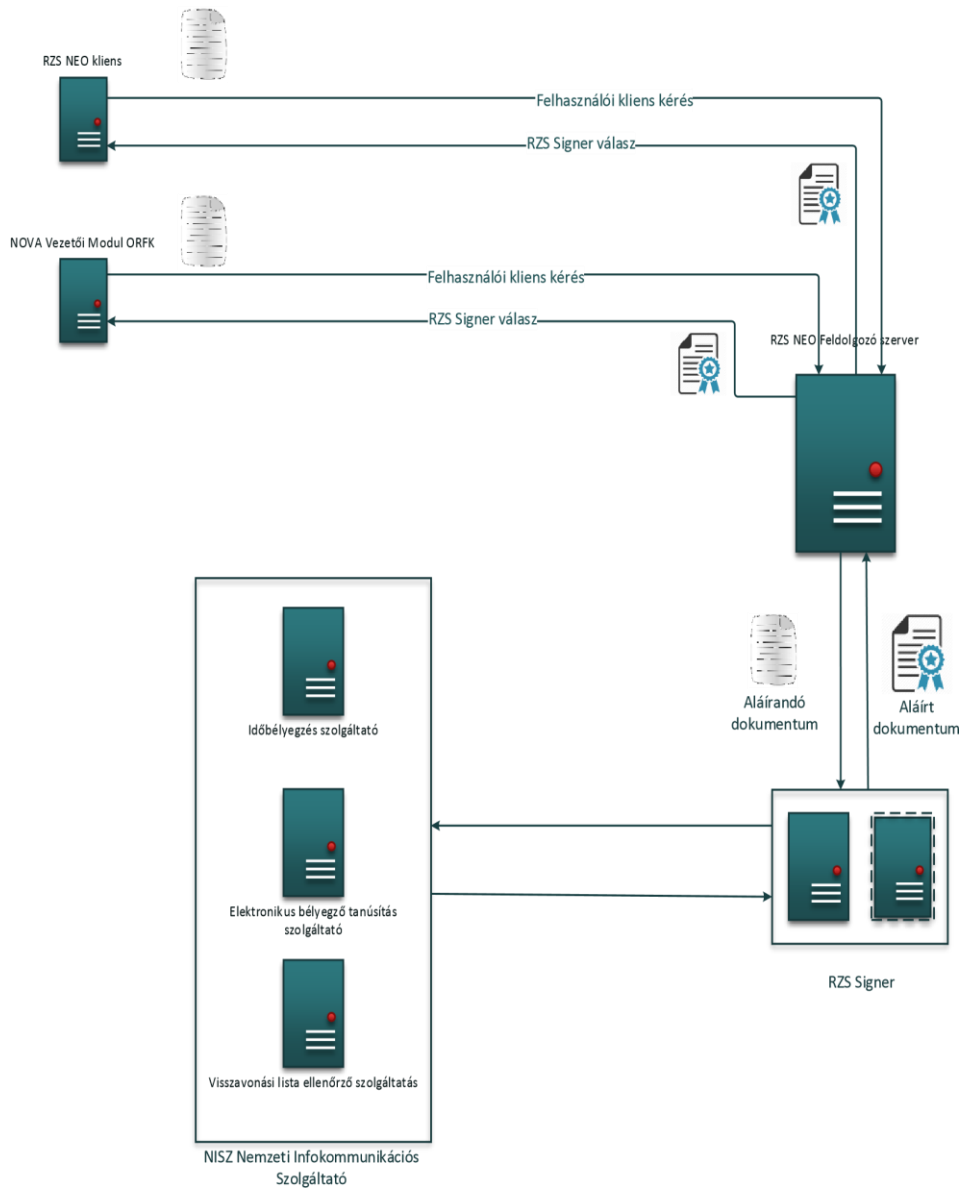 RZS NEO kliens
Felhasználói kliens kérés
RZS Signer válasz
NOVA Vezetői Modul ORFK
Felhasználói kliens kérés
RZS Signer válasz
RZS NEO Feldolgozó szerver
Aláírandó
dokumentum
Aláírt
dokumentum
Időbélyegzés szolgáltató
Elektronikus bélyegző tanúsítás
szolgáltató
Visszavonási lista ellenőrző szolgáltatás
RZS Signer
NISZ Nemzeti Infokommunikációs
Szolgáltató